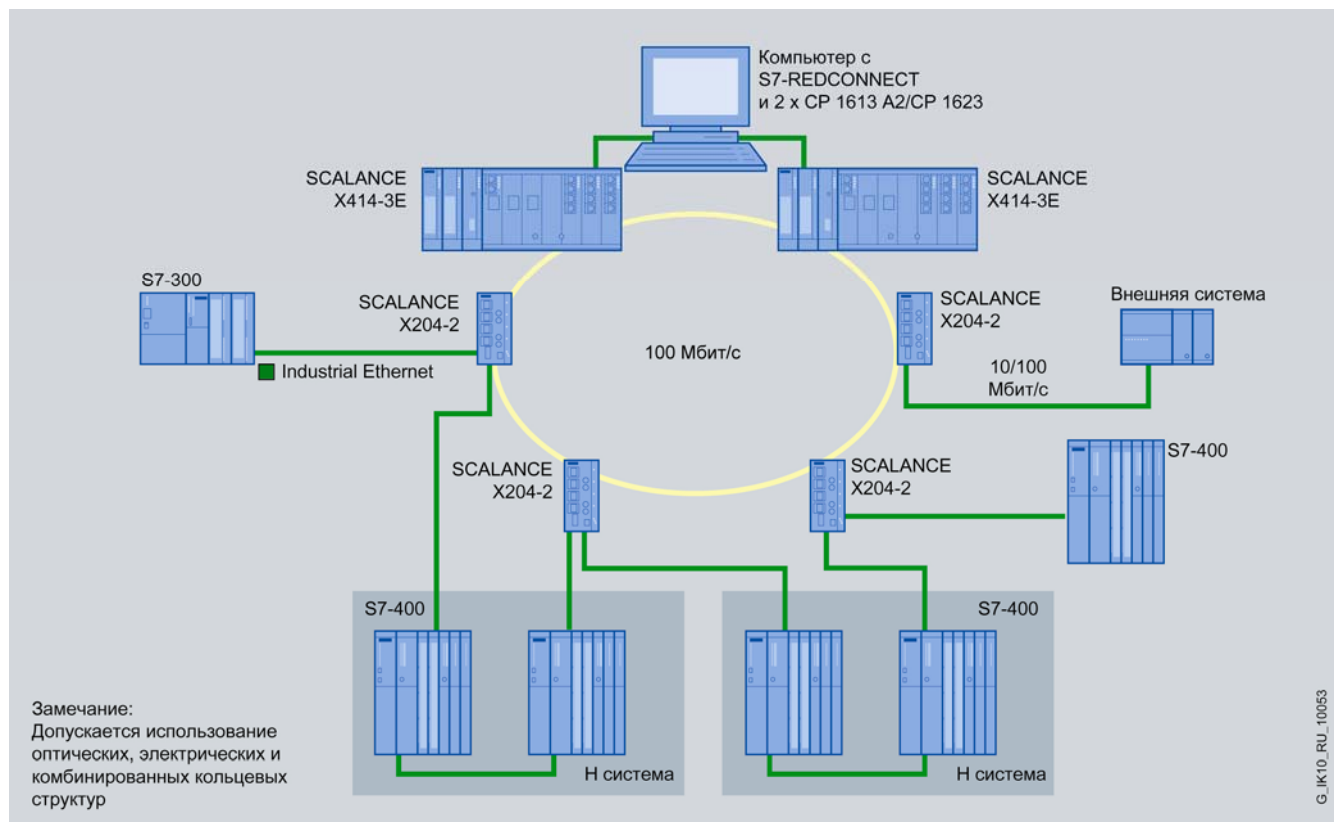 Компьютер с
S7-REDCONNECT
и 2 x CP 1613 A2/CP 1623
SCALANCE
X414-3E
SCALANCE
X414-3E
S7-300
SCALANCE
X204-2
SCALANCE
X204-2
Внешняя система
100 Мбит/с
Industrial Ethernet
10/100
Мбит/с
SCALANCE
X204-2
SCALANCE
X204-2
S7-400
S7-400
S7-400
Замечание:
Допускается использование
оптических, электрических и
комбинированных кольцевых
структур
Н система
Н система
G_IK10_RU_10053